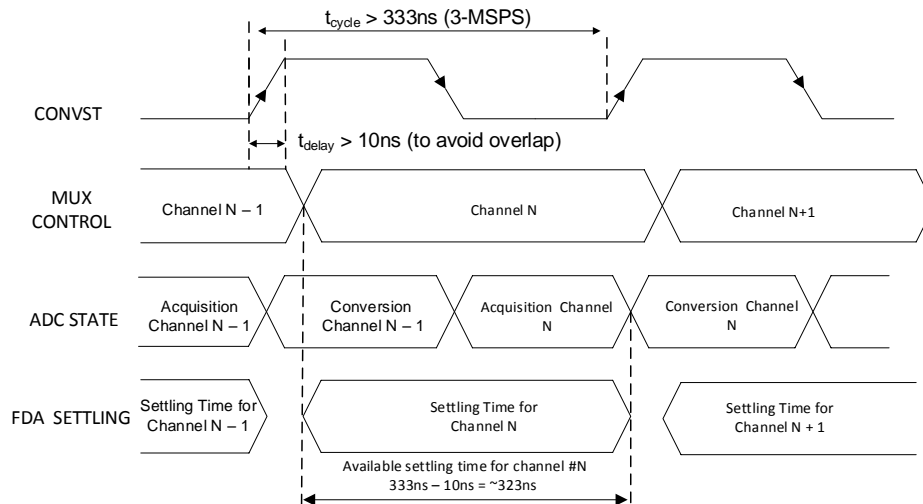 t_cycle > 333ns (3-MSPS)
CONVST
t_delay > 10ns (to avoid overlap)
MUX
CONTROL
Channel N – 1
Channel N
Channel N+1
ADC STATE
Acquisition
Channel N – 1
Conversion
Channel N – 1
Acquisition Channel
N
Conversion Channel
N
FDA SETTLING
Settling Time for
Channel N – 1
Settling Time for
Channel N
Settling Time for
Channel N + 1
Available settling time for channel #N
333ns – 10ns = ~323ns